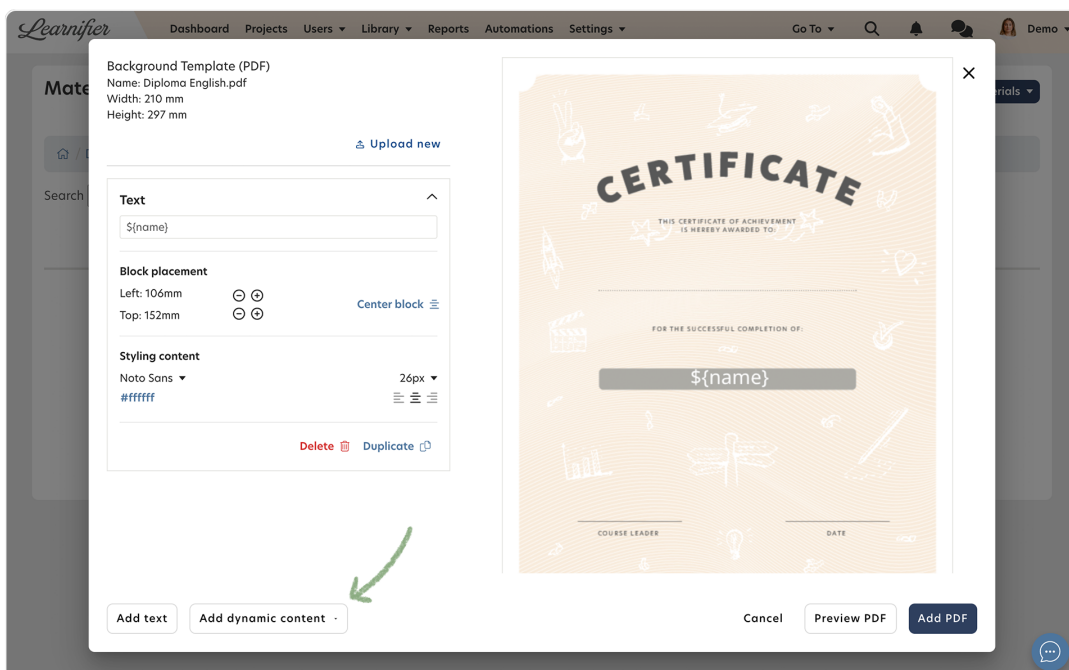 Learnifier
Dashboard Projects Users Library Reports Automations Settings Go To Demo
Background Template (PDF)
Name: Diploma English.pdf
Width: 210 mm
Height: 297 mm
Upload new
Search
Text
${name}
Block placement
Left: 106mm
Top: 152mm
Center block
Styling content
Noto Sans 26px
#ffffff
Delete Duplicate
CERTIFICATE
THIS CERTIFICATE OF ACHIEVEMENT
IS HEREBY AWARDED TO:
FOR THE SUCCESSFUL COMPLETION OF:
${name}
COURSE LEADER DATE
Add text Add dynamic content Cancel Preview PDF Add PDF